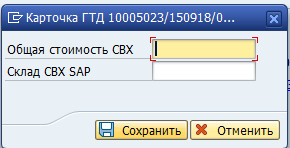 Карточка ГТД 10005023/150918/0...
Общая стоимость СВХ
Склад СВХ SAP
Сохранить
Отменить